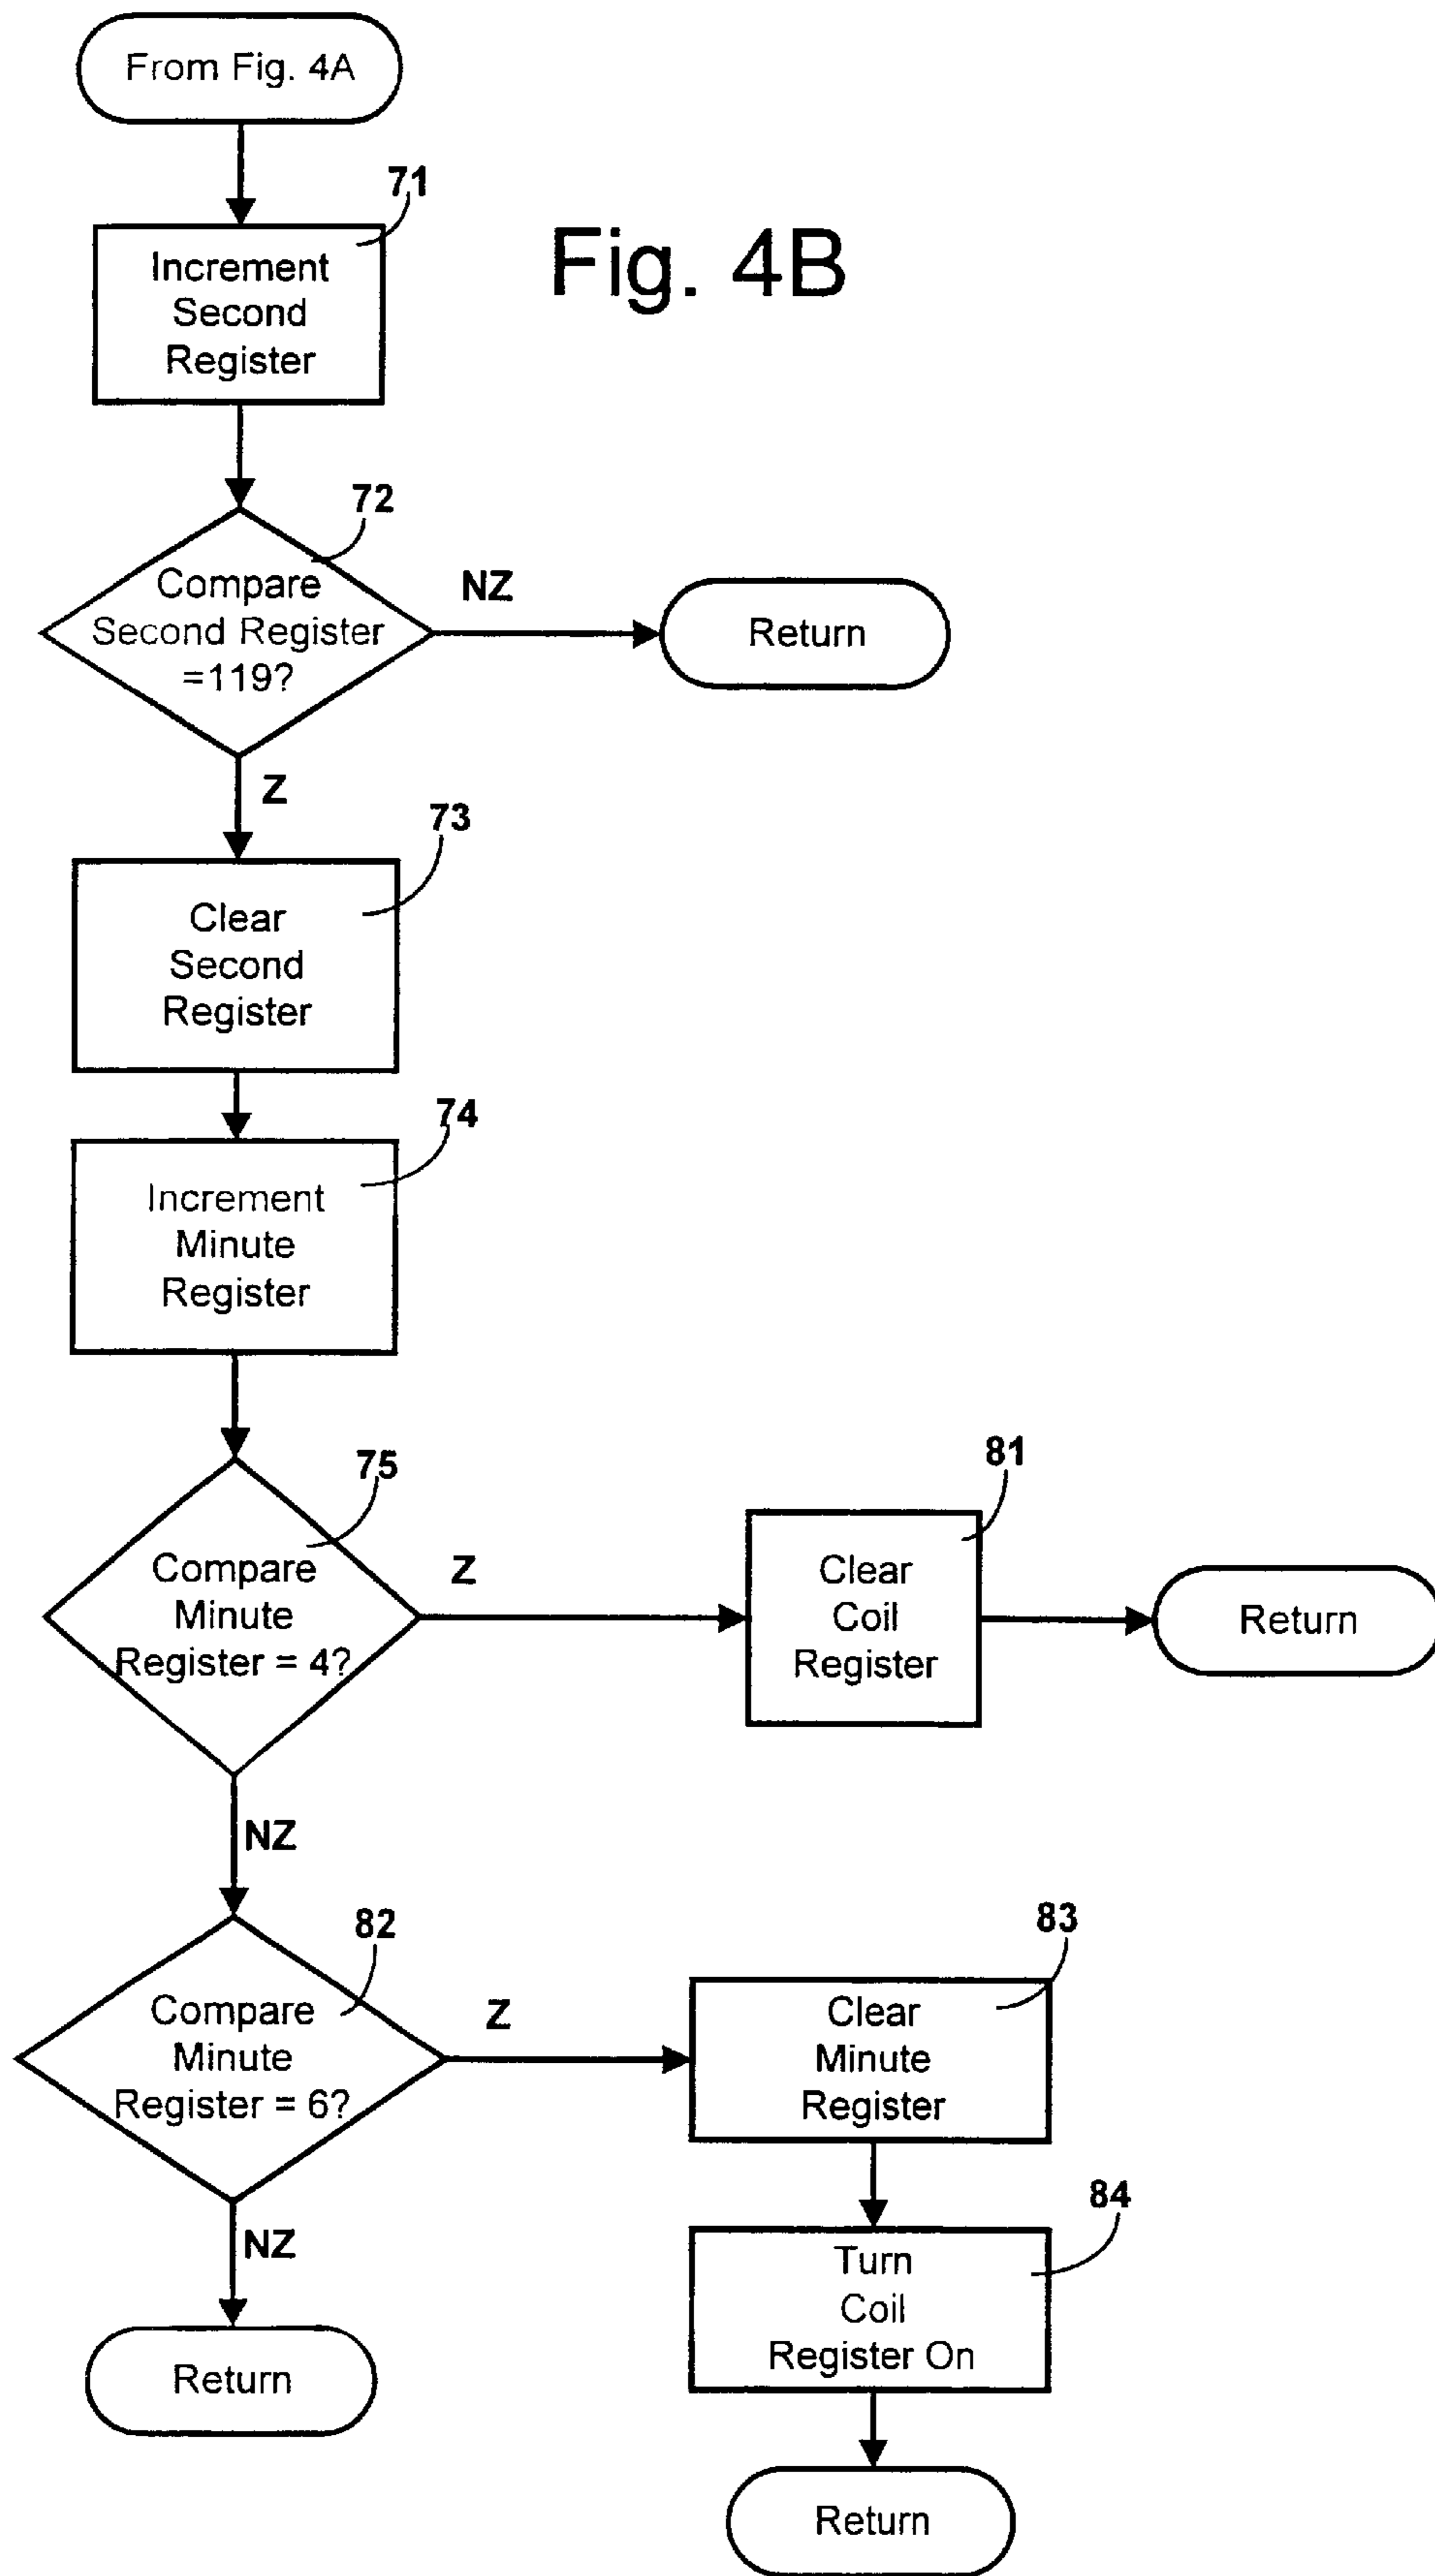 From Fig. 4A
71
Fig. 4B
Increment
Second
Register
72
Compare
Second Register
=119?
NZ
Return
Z
73
Clear
Second
Register
74
Increment
Minute
Register
75
Compare
Minute
Register = 4?
Z
81
Clear
Coil
Register
Return
NZ
82
Compare
Minute
Register = 6?
Z
83
Clear
Minute
Register
84
Turn
Coil
Register On
NZ
Return
Return